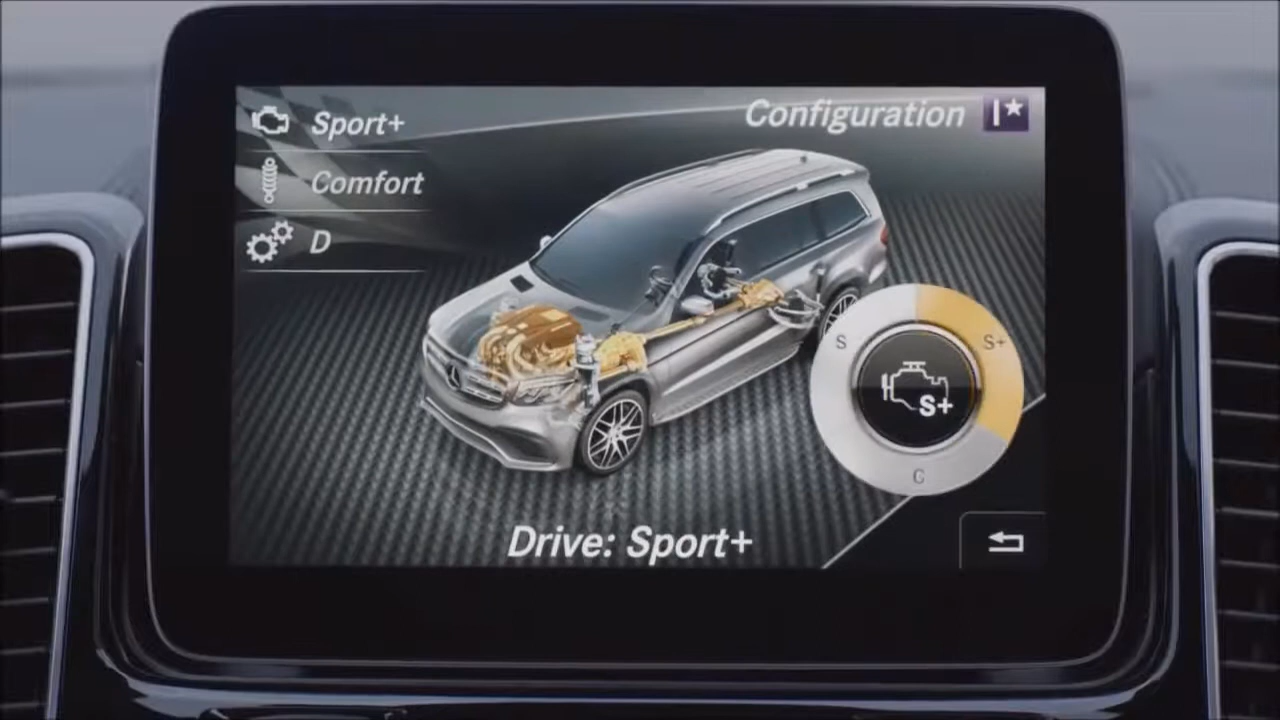 Sport+
Configuration I★
Comfort
D
S
S+
S+
C
Drive: Sport+